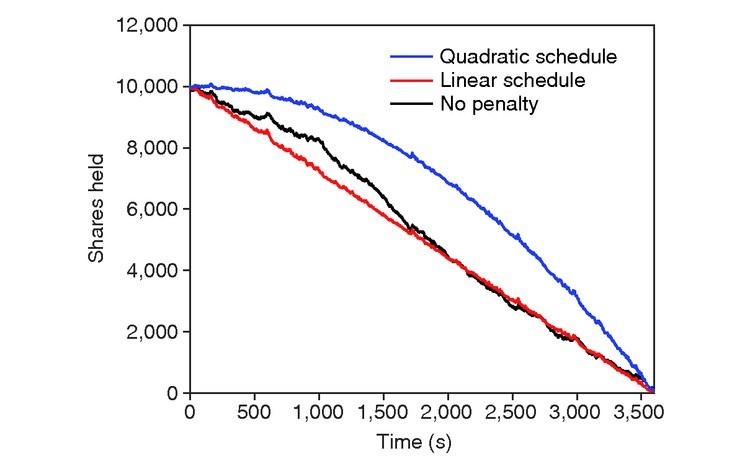 12,000
10,000
8,000
6,000
4,000
2,000
0
Shares held
Quadratic schedule
Linear schedule
No penalty
0 500 1,000 1,500 2,000 2,500 3,000 3,500
Time (s)